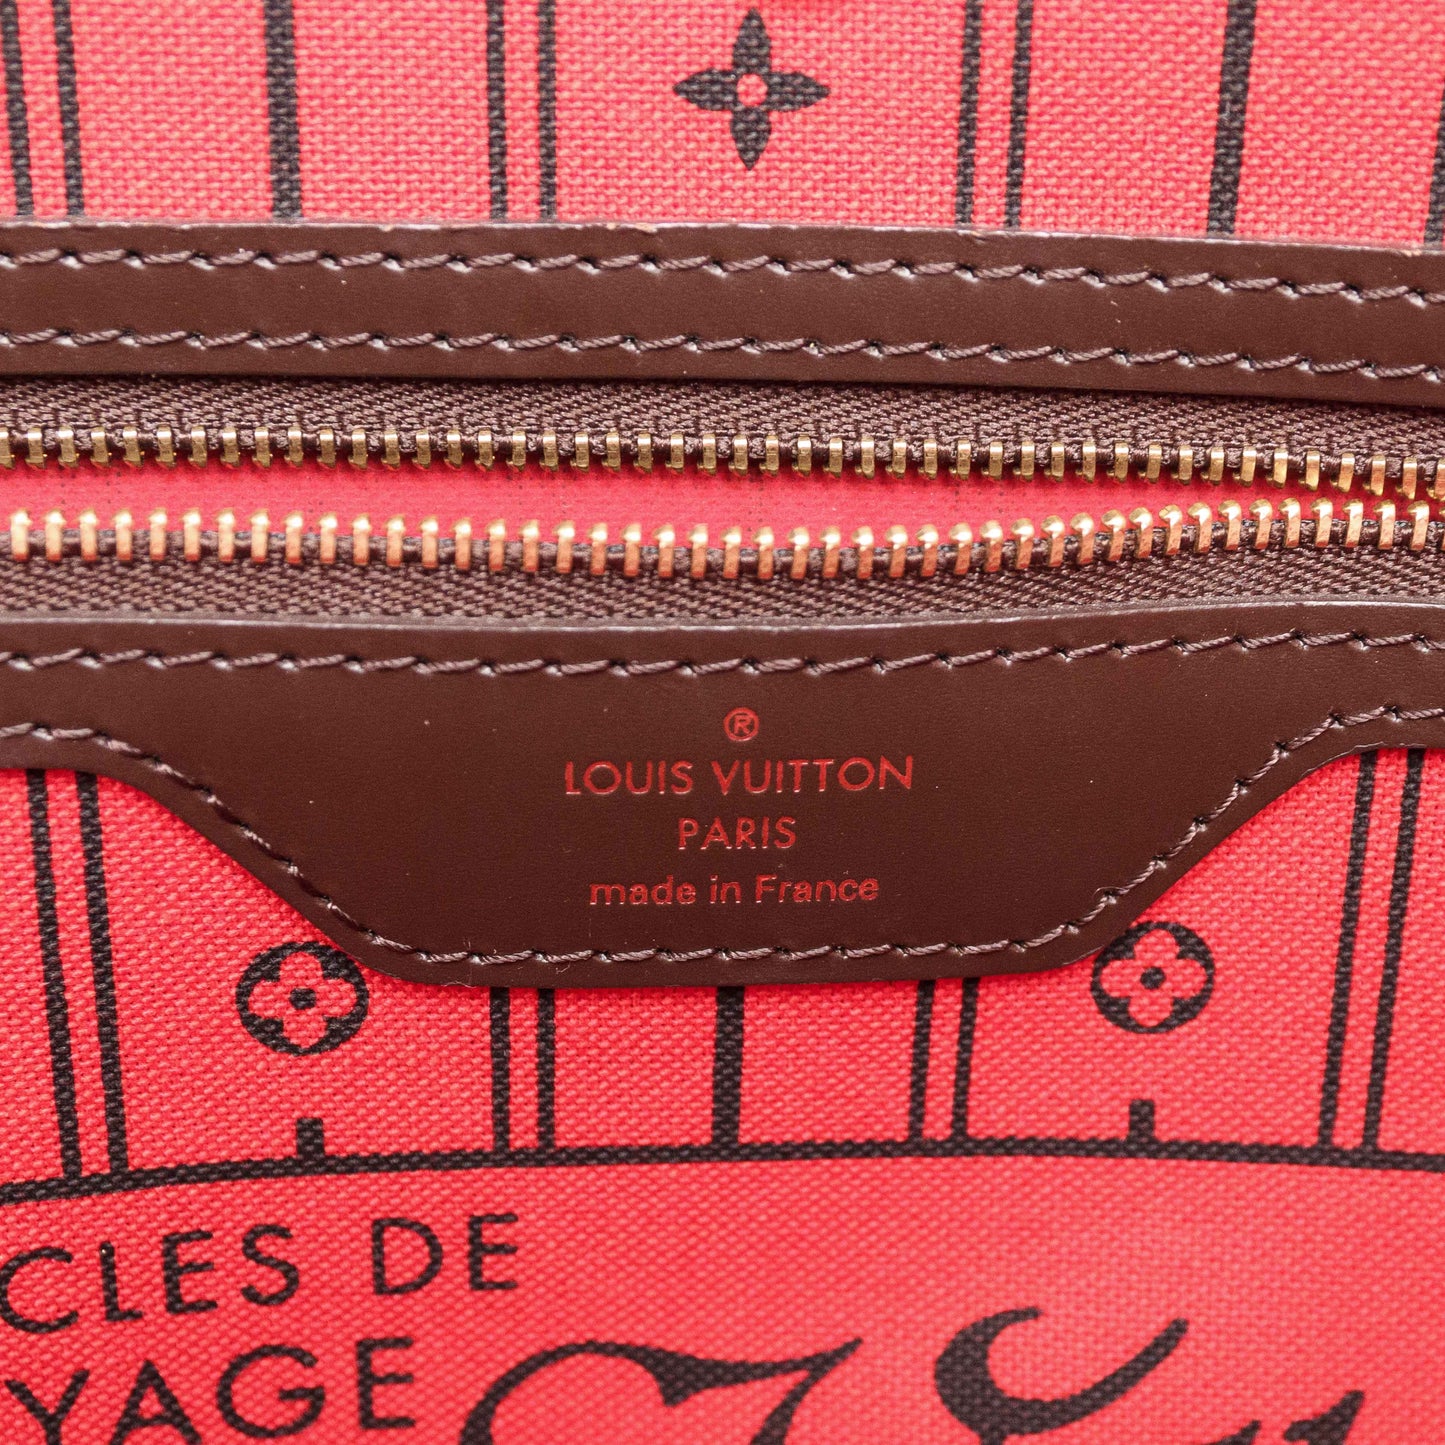 ®
LOUIS VUITTON
PARIS
made in France
CLES DE
YAGE